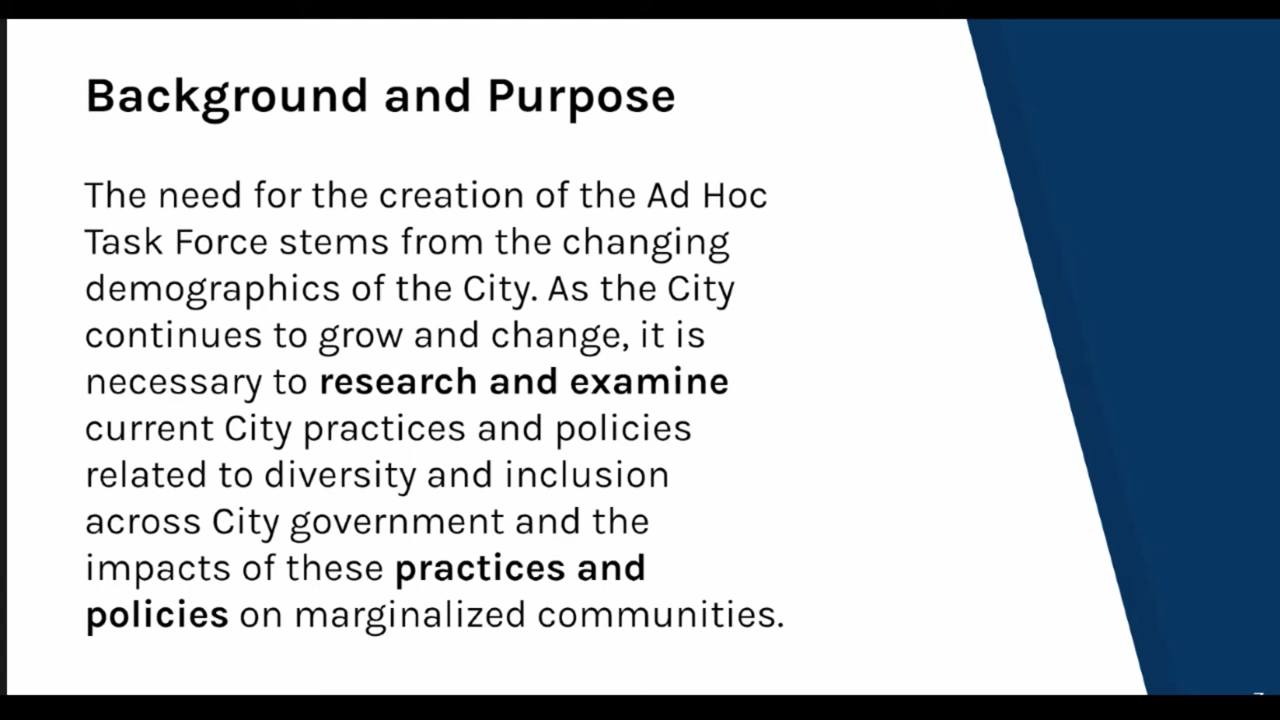 Background and Purpose
The need for the creation of the Ad Hoc
Task Force stems from the changing
demographics of the City. As the City
continues to grow and change, it is
necessary to research and examine
current City practices and policies
related to diversity and inclusion
across City government and the
impacts of these practices and
policies on marginalized communities.